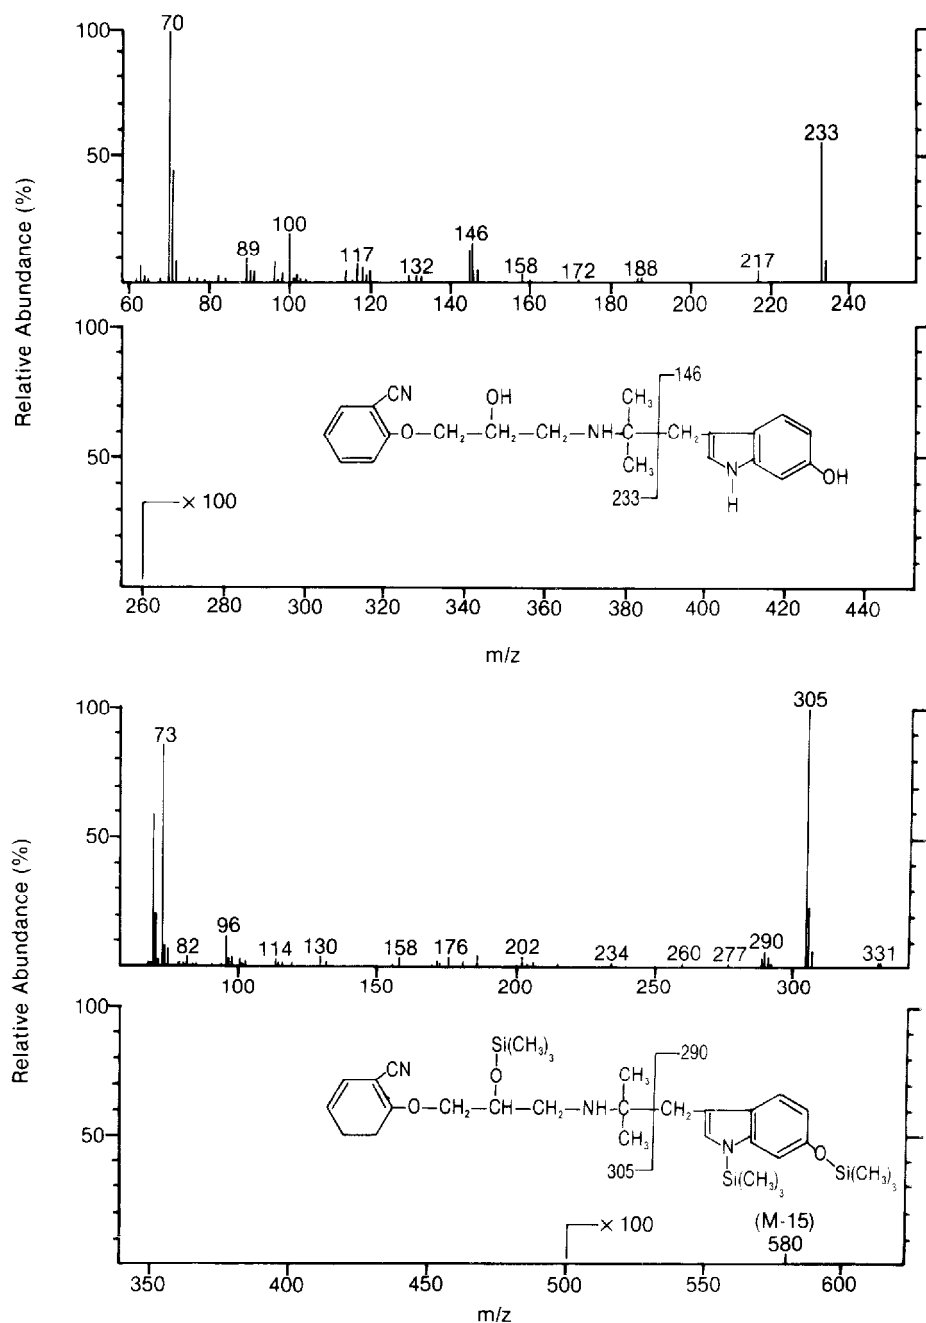 Relative Abundance (%)
100
50
70
89
100
117
132
146
158
172
188
217
233
60 80 100 120 140 160 180 200 220 240
Relative Abundance (%)
100
50
CN
OH
O-CH2-CH2-CH2-NH-C-CH2
CH3
CH3
146
233
N
H
OH
× 100
260 280 300 320 340 360 380 400 420 440
m/z
100
50
73
82
96
114
130
158
176
202
234
260
277
290
305
331
100 150 200 250 300
Relative Abundance (%)
100
50
Si(CH3)3
O
CN
O-CH2-CH-CH2-NH-C-CH2
CH3
CH3
290
305
N
Si(CH3)3
O
Si(CH3)3
× 100
(M-15)
580
350 400 450 500 550 600
m/z